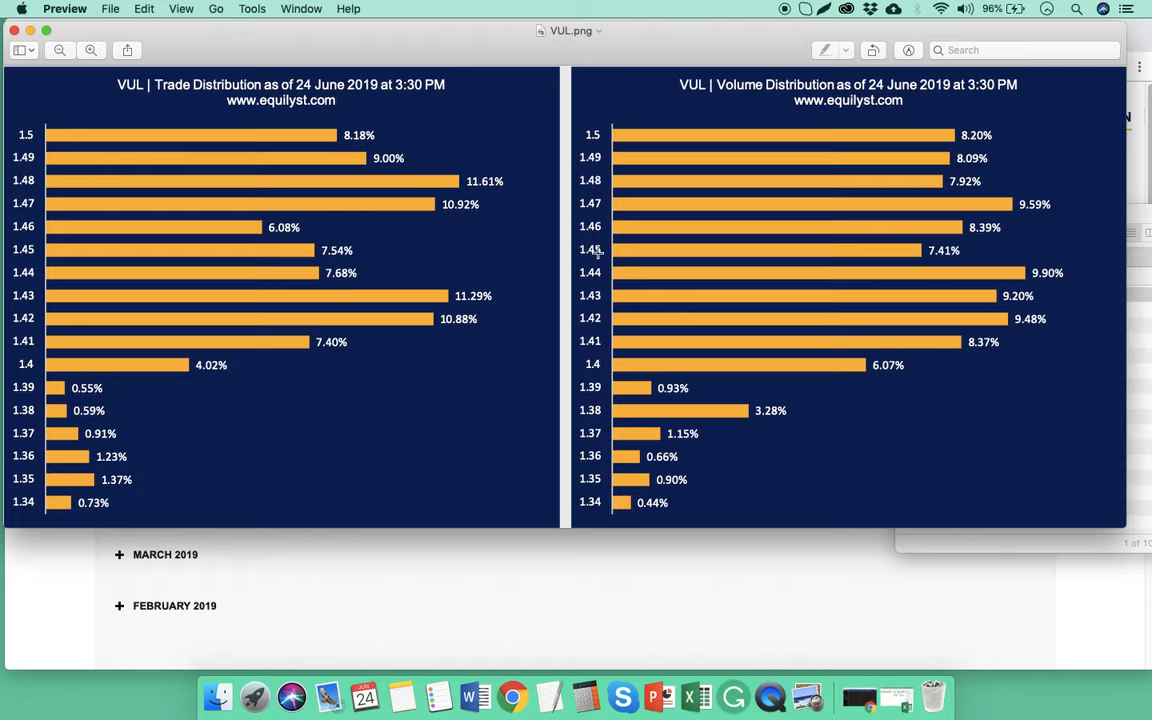 Preview File Edit View Go Tools Window Help 96%
VUL.png
Search
VUL | Trade Distribution as of 24 June 2019 at 3:30 PM
www.equilyst.com
1.5 8.18%
1.49 9.00%
1.48 11.61%
1.47 10.92%
1.46 6.08%
1.45 7.54%
1.44 7.68%
1.43 11.29%
1.42 10.88%
1.41 7.40%
1.4 4.02%
1.39 0.55%
1.38 0.59%
1.37 0.91%
1.36 1.23%
1.35 1.37%
1.34 0.73%
VUL | Volume Distribution as of 24 June 2019 at 3:30 PM
www.equilyst.com
1.5 8.20%
1.49 8.09%
1.48 7.92%
1.47 9.59%
1.46 8.39%
1.45 7.41%
1.44 9.90%
1.43 9.20%
1.42 9.48%
1.41 8.37%
1.4 6.07%
1.39 0.93%
1.38 3.28%
1.37 1.15%
1.36 0.66%
1.35 0.90%
1.34 0.44%
N
1 of 10
+ MARCH 2019
+ FEBRUARY 2019
JUN
24